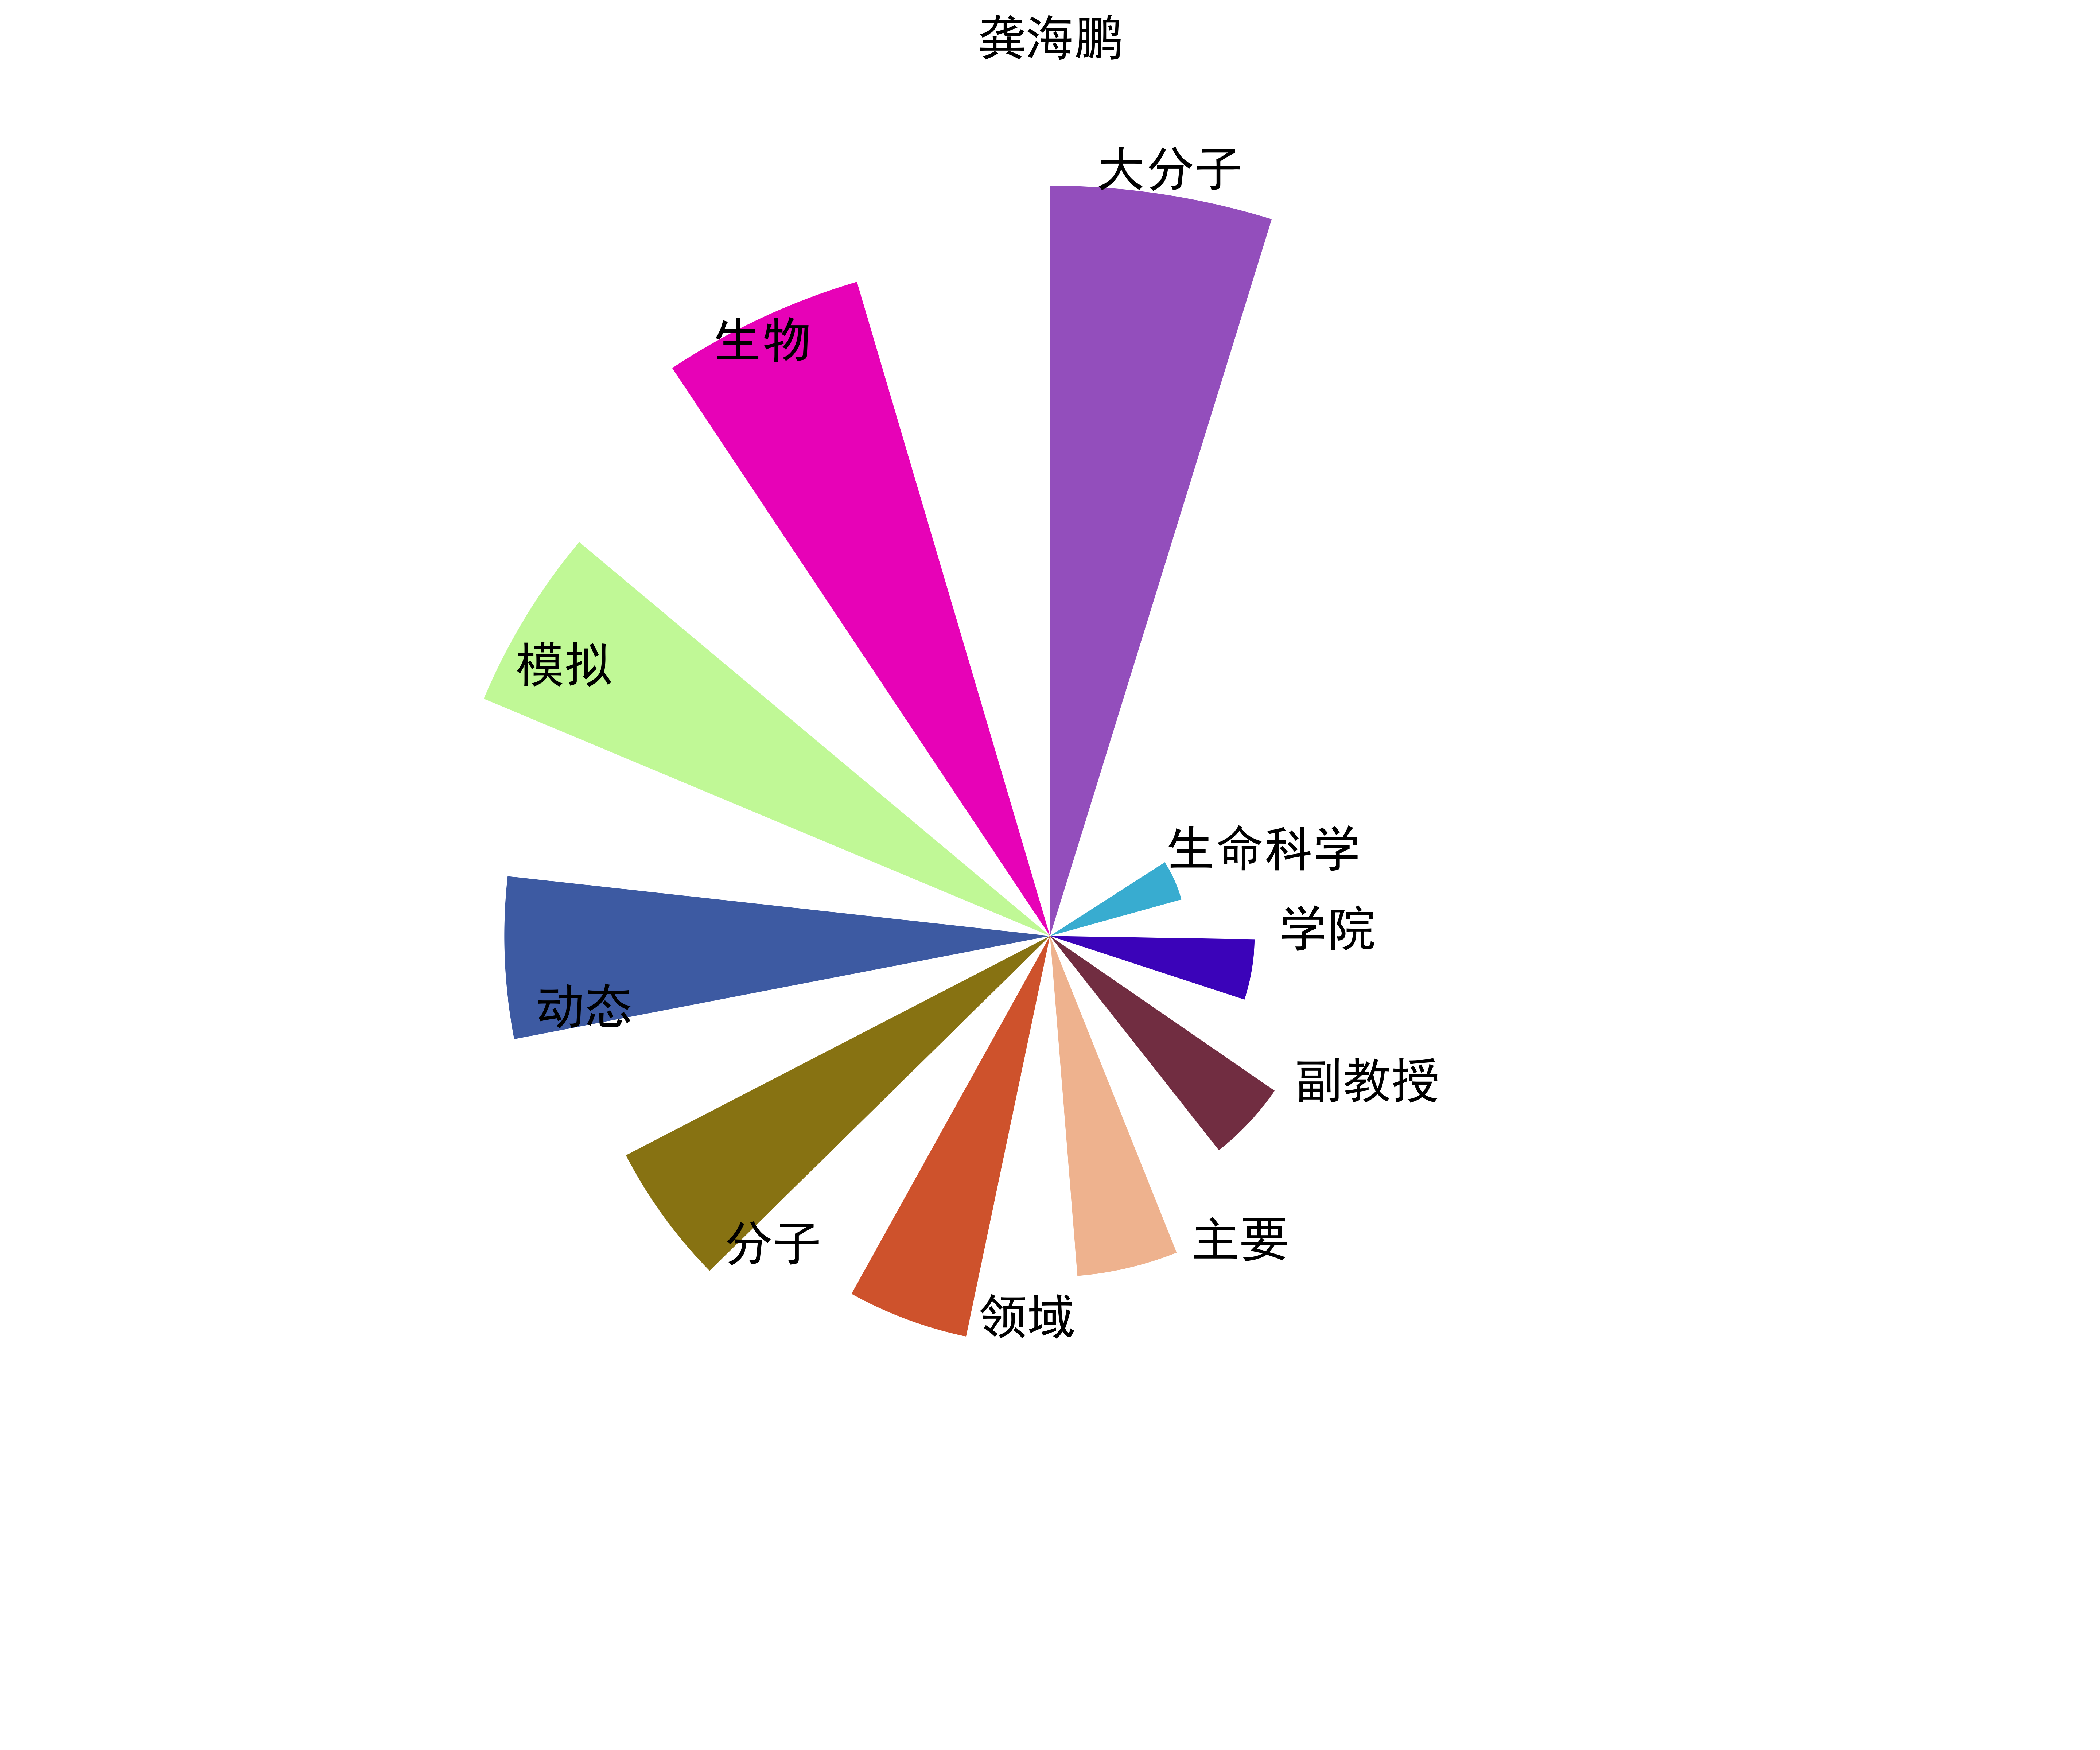 龚海鹏
大分子
生物
模拟
生命科学
学院
动态
副教授
分子
主要
领域